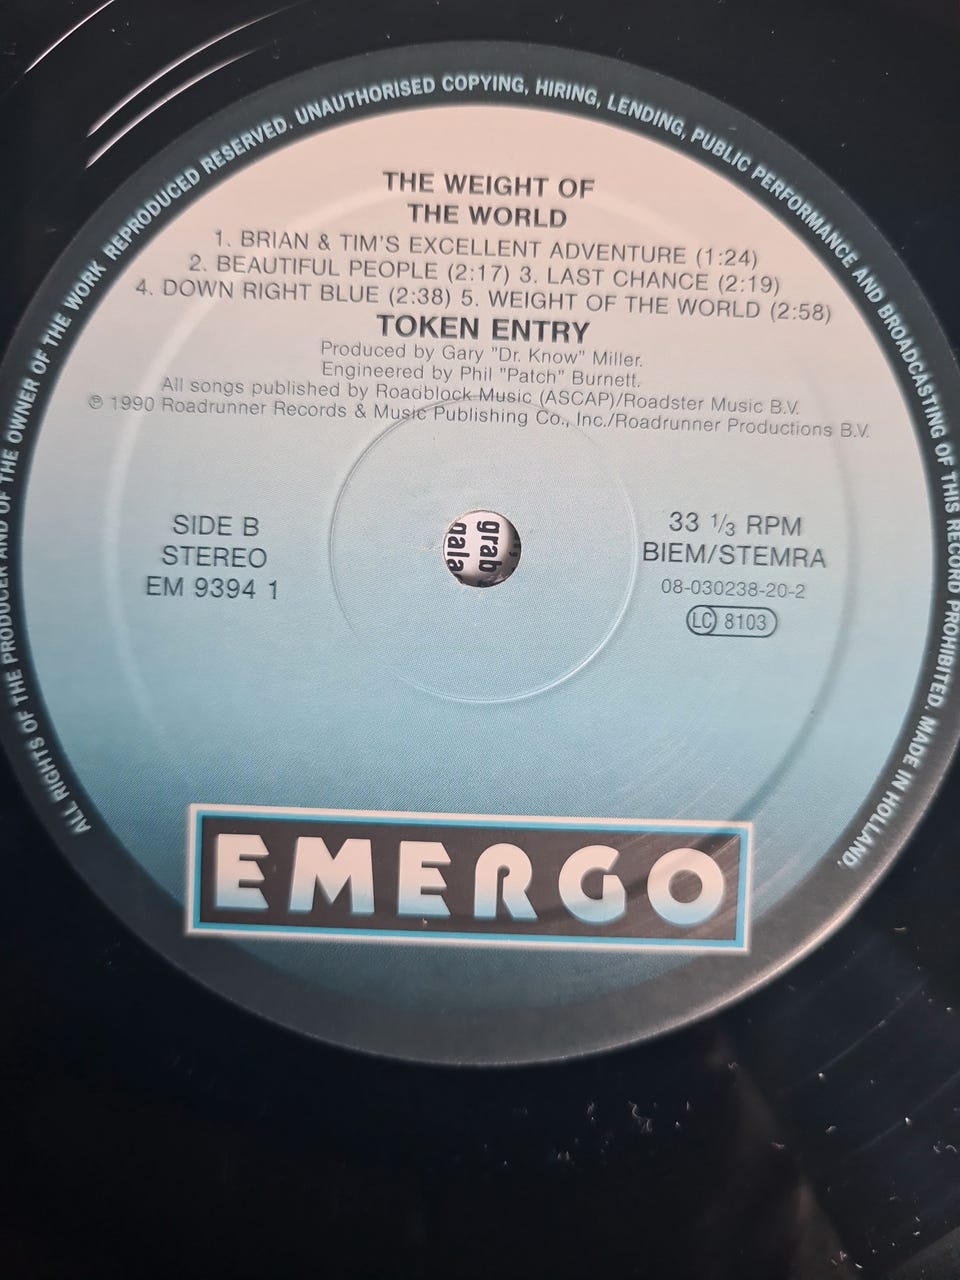 ALL RIGHTS OF THE PRODUCER AND OF THE OWNER OF THE WORK REPRODUCED RESERVED. UNAUTHORISED COPYING, HIRING, LENDING, PUBLIC PERFORMANCE AND BROADCASTING OF THIS RECORD PROHIBITED. MADE IN HOLLAND.
THE WEIGHT OF
THE WORLD
1. BRIAN & TIM'S EXCELLENT ADVENTURE (1:24)
2. BEAUTIFUL PEOPLE (2:17) 3. LAST CHANCE (2:19)
4. DOWN RIGHT BLUE (2:38) 5. WEIGHT OF THE WORLD (2:58)
TOKEN ENTRY
Produced by Gary "Dr. Know" Miller.
Engineered by Phil "Patch" Burnett.
All songs published by Roadblock Music (ASCAP)/Roadster Music B.V.
℗ 1990 Roadrunner Records & Music Publishing Co., Inc./Roadrunner Productions B.V.
SIDE B
STEREO
EM 9394 1
33 1/3 RPM
BIEM/STEMRA
08-030238-20-2
LC 8103
grab
gala
EMERGO